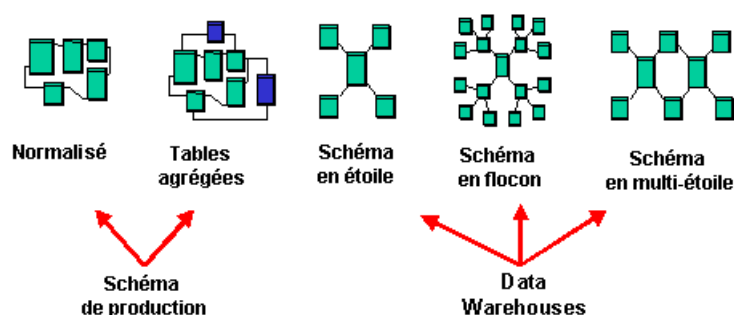 Normalisé
Tables
agrégées
Schéma
en étoile
Schéma
en flocon
Schéma
en multi-étoile
Schéma
de production
Data
Warehouses